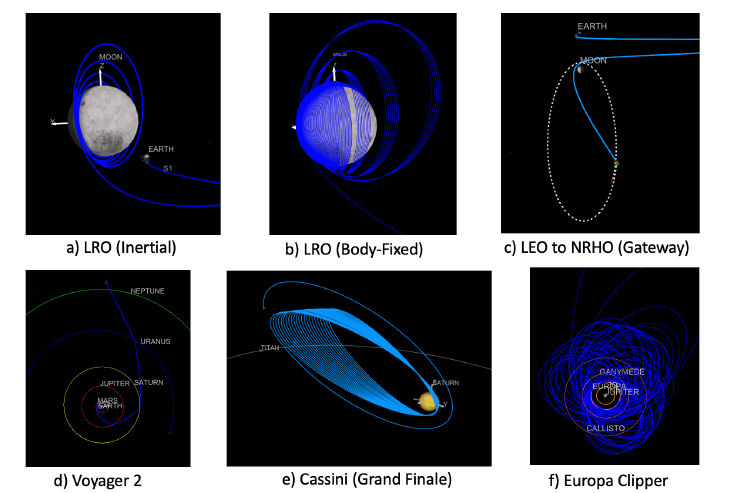 MOON
Z
Y
EARTH
S1
a) LRO (Inertial)
MOON
Z
b) LRO (Body-Fixed)
EARTH
MOON
c) LEO to NRHO (Gateway)
NEPTUNE
URANUS
JUPITER
SATURN
MARS
EARTH
d) Voyager 2
TITAN
SATURN
Y
e) Cassini (Grand Finale)
GANYMEDE
EUROPA
JUPITER
CALLISTO
f) Europa Clipper